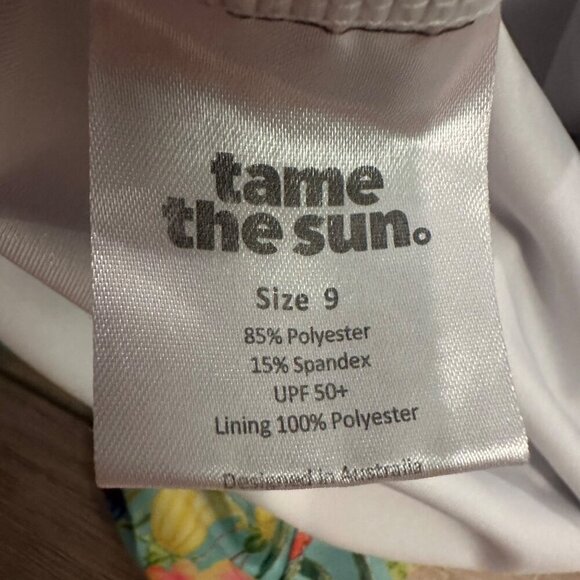 tame
the sun.
Size 9
85% Polyester
15% Spandex
UPF 50+
Lining 100% Polyester
Designed in Australia